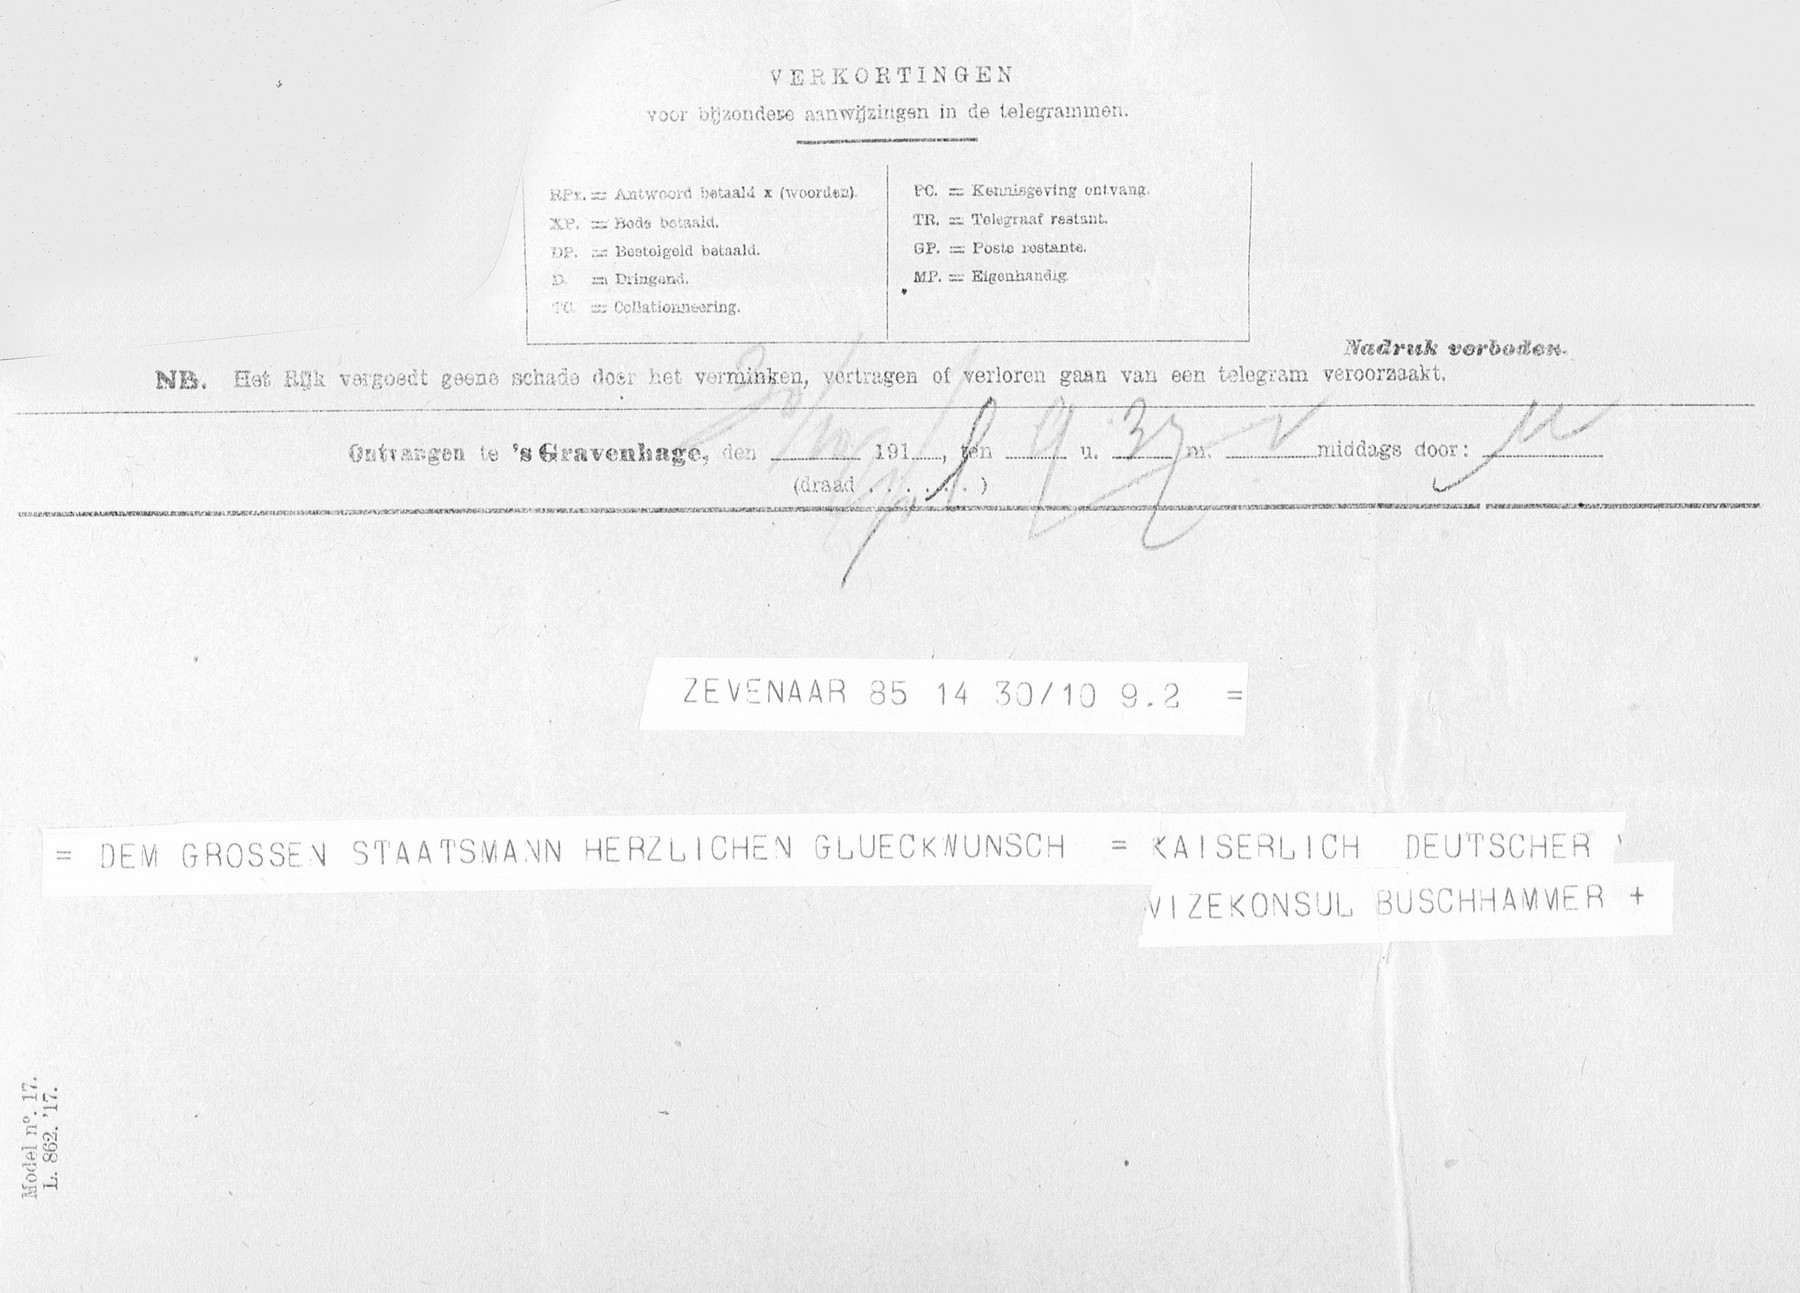 VERKORTINGEN
voor bijzondere aanwijzingen in de telegrammen.
RPx. = Antwoord betaald x (woorden).
XP. = Bode betaald.
DP. = Bestelgeld betaald.
D. = Dringend.
TC. = Collationneering.
PC. = Kennisgeving ontvang.
TR. = Telegraaf restant.
GP. = Poste restante.
MP. = Eigenhandig.
Nadruk verboden.
NB. Het Rijk vergoedt geene schade door het verminken, vertragen of verloren gaan van een telegram veroorzaakt.
Ontvangen te 's Gravenhage, den 30/10 191 , ten 9 u. 37 m. middags door:
(draad . . . . . . )
ZEVENAAR 85 14 30/10 9.2 =
= DEM GROSSEN STAATSMANN HERZLICHEN GLUECKWUNSCH = KAISERLICH DEUTSCHER
VIZEKONSUL BUSCHHAMMER +
Model nº. 17.
L. 862. '17.